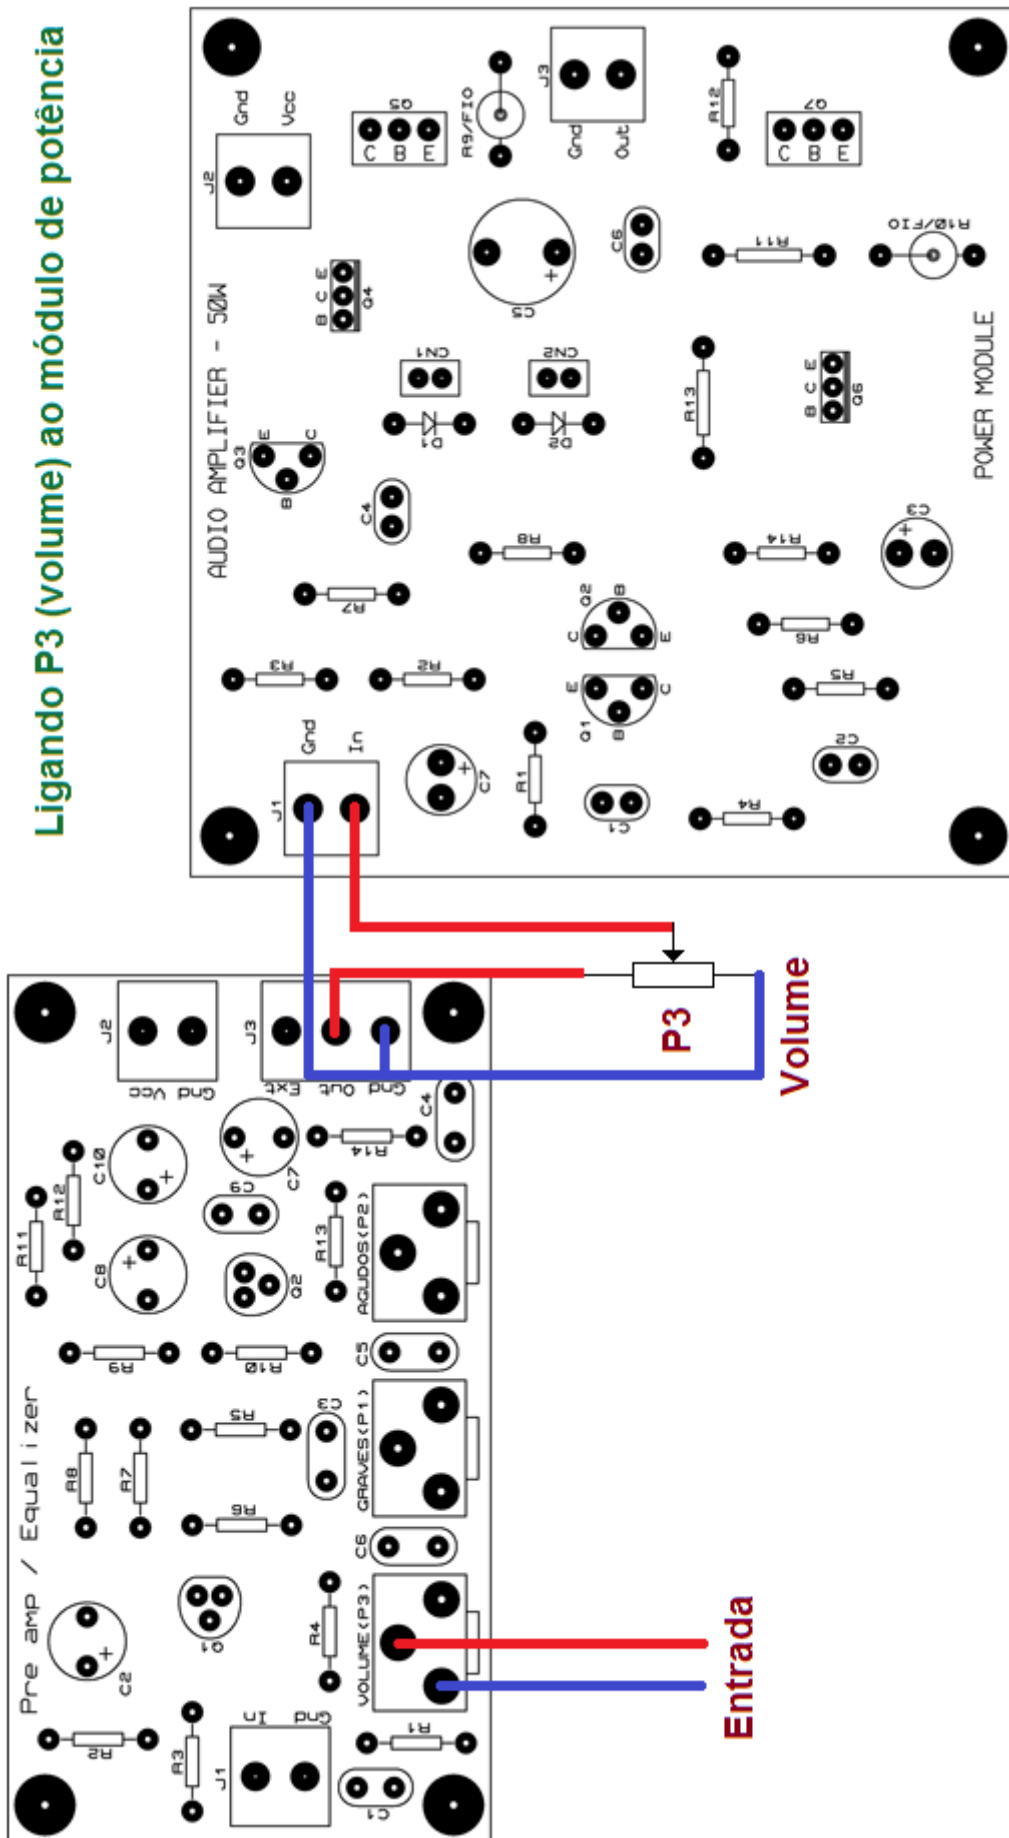 Ligando P3 (volume) ao módulo de potência
AUDIO AMPLIFIER - 50W
POWER MODULE
J2
Gnd
Vcc
Q5
C B E
R9/FIO
J3
Gnd
Out
R12
Q7
C B E
Q4
B C E
C5
+
C6
R11
R10/FIO
CN1
CN2
D1
D2
R13
Q6
B C E
Q3
E
B
C
C4
R8
R14
C3
+
R7
Q2
C
B
E
R6
R3
R2
Q1
E
B
C
R5
J1
Gnd
In
C7
+
R1
C1
R4
C2
P3
Volume
Pre amp / Equalizer
J2
Vcc
Gnd
J3
Ext
Out
Gnd
C4
R11
R12
C10
+
C7
+
R14
C9
R13
AGUDOS(P2)
C8
+
Q2
R9
R10
C5
R8
R7
R5
C3
GRAVES(P1)
R6
C6
C2
+
Q1
R4
VOLUME(P3)
R2
R3
J1
In
Gnd
R1
C1
Entrada